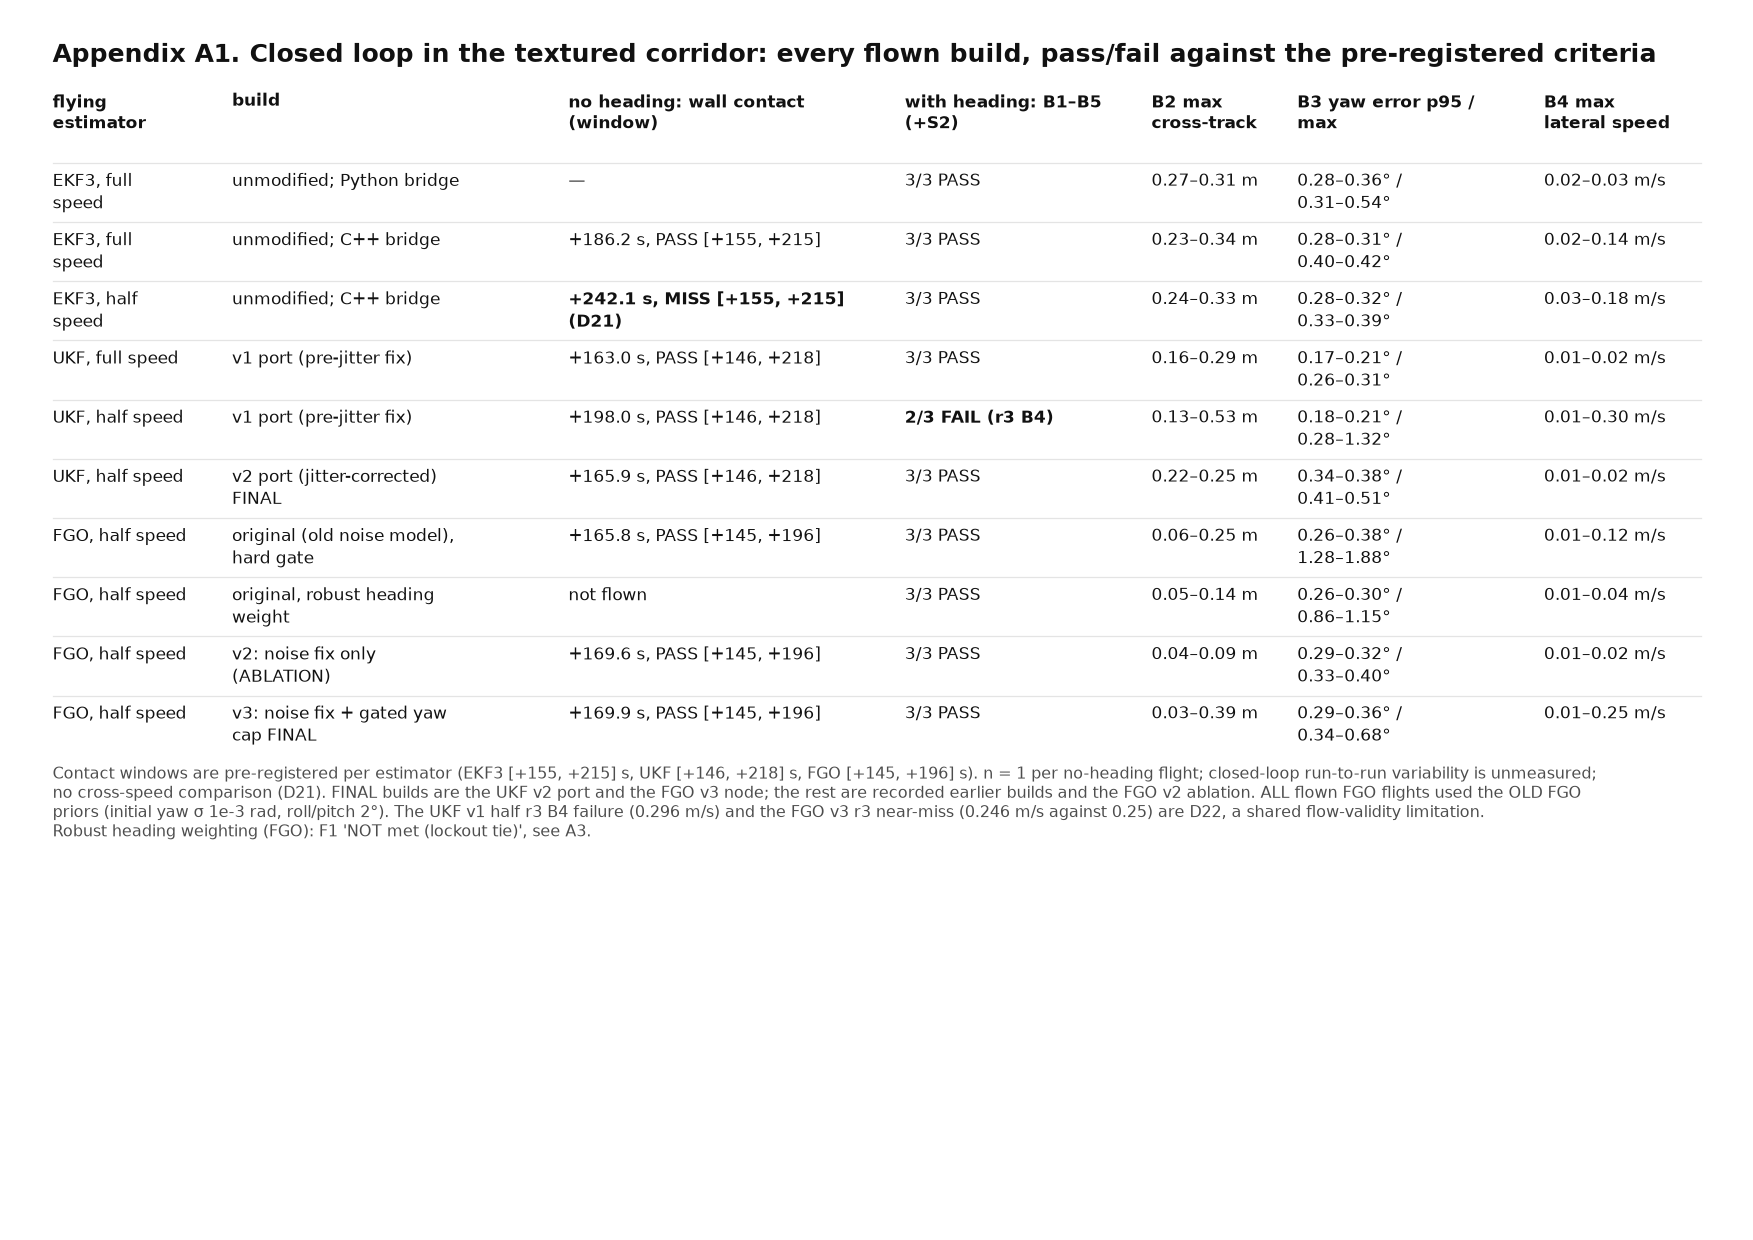 Appendix A1. Closed loop in the textured corridor: every flown build, pass/fail against the pre-registered criteria
flying estimator | build | no heading: wall contact (window) | with heading: B1–B5 (+S2) | B2 max cross-track | B3 yaw error p95 / max | B4 max lateral speed
EKF3, full speed | unmodified; Python bridge | — | 3/3 PASS | 0.27–0.31 m | 0.28–0.36° / 0.31–0.54° | 0.02–0.03 m/s
EKF3, full speed | unmodified; C++ bridge | +186.2 s, PASS [+155, +215] | 3/3 PASS | 0.23–0.34 m | 0.28–0.31° / 0.40–0.42° | 0.02–0.14 m/s
EKF3, half speed | unmodified; C++ bridge | +242.1 s, MISS [+155, +215] (D21) | 3/3 PASS | 0.24–0.33 m | 0.28–0.32° / 0.33–0.39° | 0.03–0.18 m/s
UKF, full speed | v1 port (pre-jitter fix) | +163.0 s, PASS [+146, +218] | 3/3 PASS | 0.16–0.29 m | 0.17–0.21° / 0.26–0.31° | 0.01–0.02 m/s
UKF, half speed | v1 port (pre-jitter fix) | +198.0 s, PASS [+146, +218] | 2/3 FAIL (r3 B4) | 0.13–0.53 m | 0.18–0.21° / 0.28–1.32° | 0.01–0.30 m/s
UKF, half speed | v2 port (jitter-corrected) FINAL | +165.9 s, PASS [+146, +218] | 3/3 PASS | 0.22–0.25 m | 0.34–0.38° / 0.41–0.51° | 0.01–0.02 m/s
FGO, half speed | original (old noise model), hard gate | +165.8 s, PASS [+145, +196] | 3/3 PASS | 0.06–0.25 m | 0.26–0.38° / 1.28–1.88° | 0.01–0.12 m/s
FGO, half speed | original, robust heading weight | not flown | 3/3 PASS | 0.05–0.14 m | 0.26–0.30° / 0.86–1.15° | 0.01–0.04 m/s
FGO, half speed | v2: noise fix only (ABLATION) | +169.6 s, PASS [+145, +196] | 3/3 PASS | 0.04–0.09 m | 0.29–0.32° / 0.33–0.40° | 0.01–0.02 m/s
FGO, half speed | v3: noise fix + gated yaw cap FINAL | +169.9 s, PASS [+145, +196] | 3/3 PASS | 0.03–0.39 m | 0.29–0.36° / 0.34–0.68° | 0.01–0.25 m/s
Contact windows are pre-registered per estimator (EKF3 [+155, +215] s, UKF [+146, +218] s, FGO [+145, +196] s). n = 1 per no-heading flight; closed-loop run-to-run variability is unmeasured;
no cross-speed comparison (D21). FINAL builds are the UKF v2 port and the FGO v3 node; the rest are recorded earlier builds and the FGO v2 ablation. ALL flown FGO flights used the OLD FGO
priors (initial yaw σ 1e-3 rad, roll/pitch 2°). The UKF v1 half r3 B4 failure (0.296 m/s) and the FGO v3 r3 near-miss (0.246 m/s against 0.25) are D22, a shared flow-validity limitation.
Robust heading weighting (FGO): F1 'NOT met (lockout tie)', see A3.